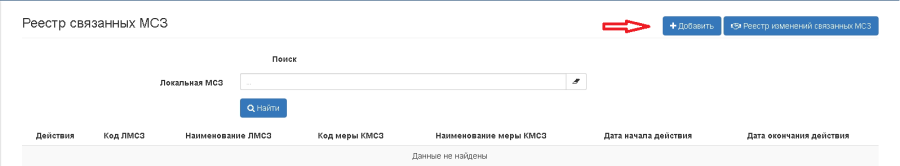 Реестр связанных МСЗ
Добавить
Реестр изменений связанных МСЗ
Поиск
Локальная МСЗ
...
Найти
Действия Код ЛМСЗ Наименование ЛМСЗ Код меры КМСЗ Наименование меры КМСЗ Дата начала действия Дата окончания действия
Данные не найдены